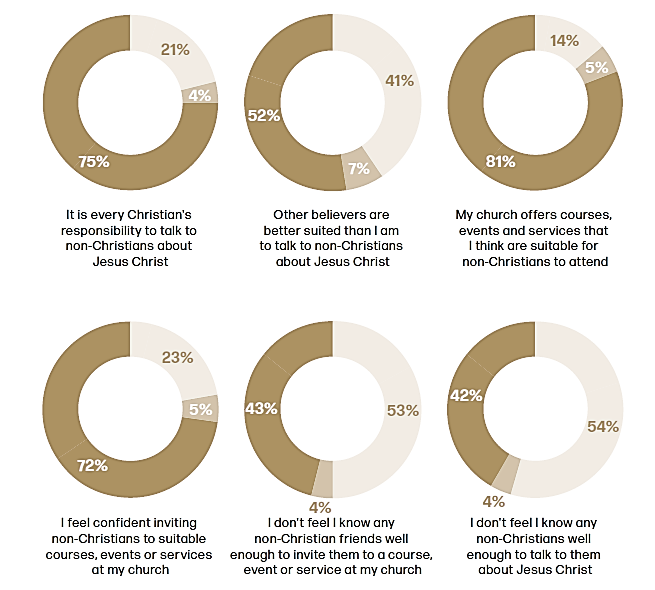 21%
4%
75%
It is every Christian's
responsibility to talk to
non-Christians about
Jesus Christ
41%
52%
7%
Other believers are
better suited than I am
to talk to non-Christians
about Jesus Christ
14%
5%
81%
My church offers courses,
events and services that
I think are suitable for
non-Christians to attend
23%
5%
72%
I feel confident inviting
non-Christians to suitable
courses, events or services
at my church
43%
53%
4%
I don't feel I know any
non-Christian friends well
enough to invite them to a course,
event or service at my church
42%
54%
4%
I don't feel I know any
non-Christians well
enough to talk to them
about Jesus Christ